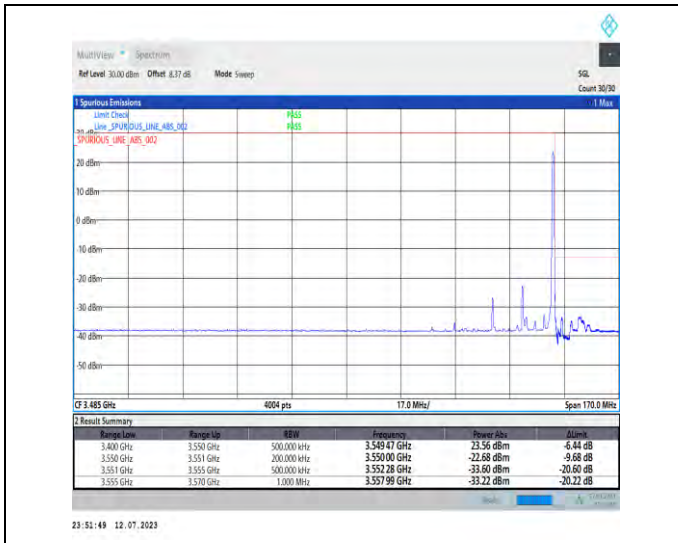 MultiView Spectrum
Ref Level 30.00 dBm Offset 8.37 dB Mode Sweep SGL
Count 30/30
1 Spurious Emissions 1 Max
Limit Check PASS
Line _SPURIOUS_LINE_ABS_002 PASS
_SPURIOUS_LINE_ABS_002
20 dBm
10 dBm
0 dBm
-10 dBm
-20 dBm
-30 dBm
-40 dBm
-50 dBm
CF 3.485 GHz 4004 pts 17.0 MHz/ Span 170.0 MHz
2 Result Summary
Range Low Range Up RBW Frequency Power Abs ΔLimit
3.400 GHz 3.550 GHz 500.000 kHz 3.549 47 GHz 23.56 dBm -6.44 dB
3.550 GHz 3.551 GHz 200.000 kHz 3.550 00 GHz -22.68 dBm -9.68 dB
3.551 GHz 3.555 GHz 500.000 kHz 3.552 28 GHz -33.60 dBm -20.60 dB
3.555 GHz 3.570 GHz 1.000 MHz 3.557 99 GHz -33.22 dBm -20.22 dB
23:51:49 12.07.2023